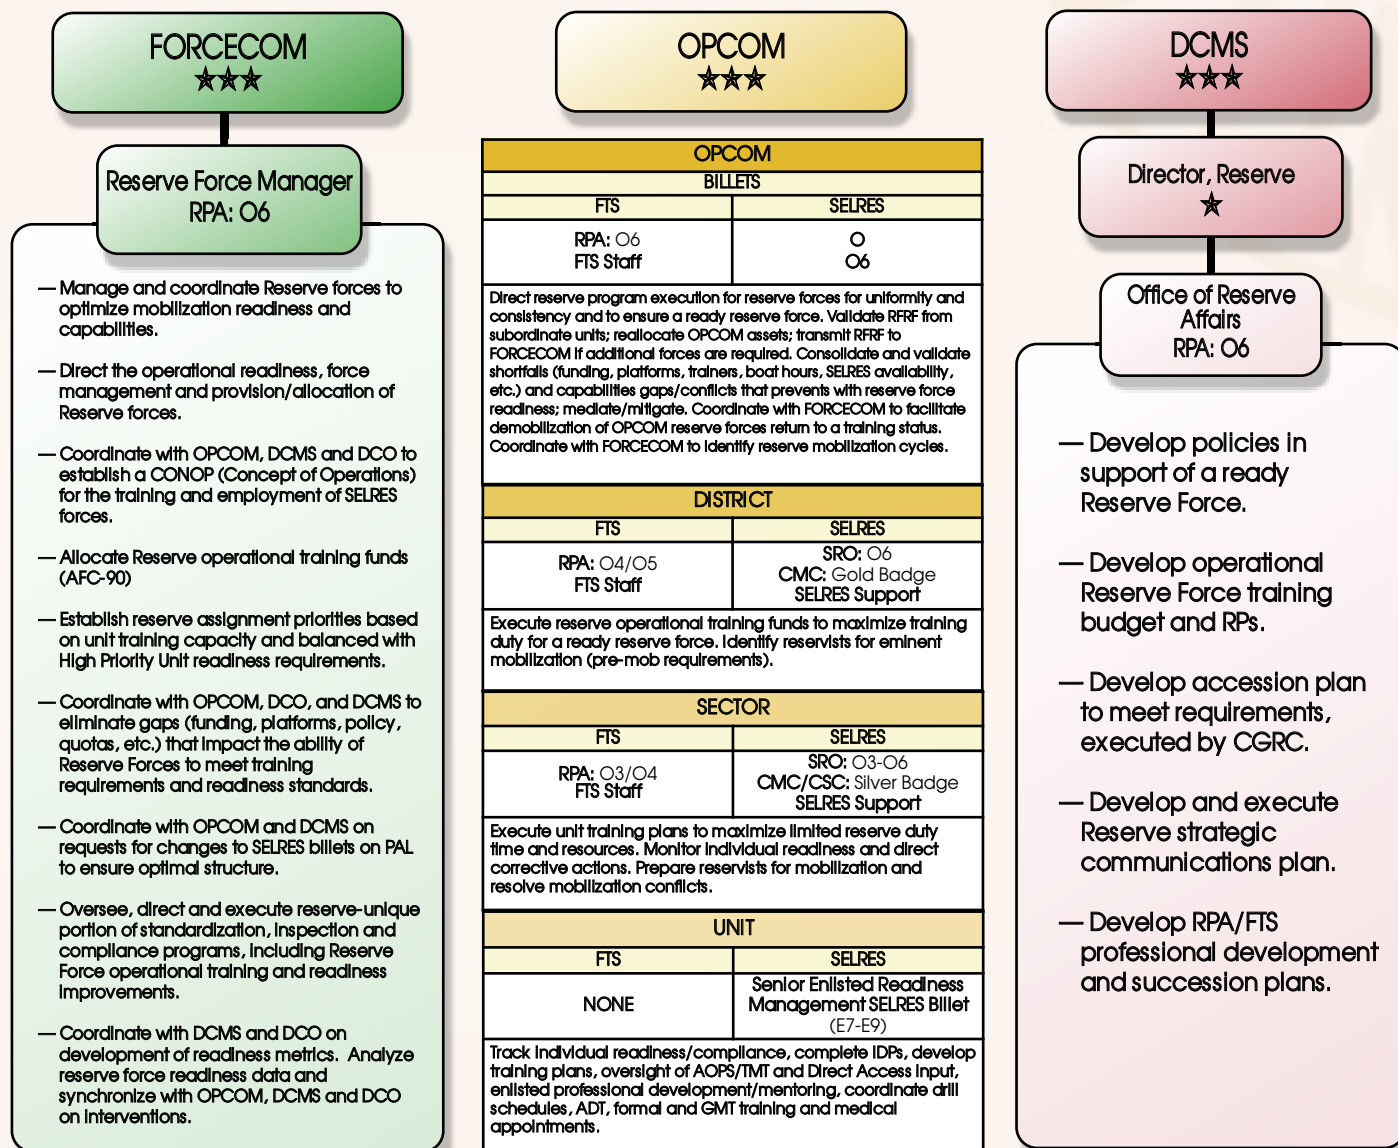 FORCECOM
Reserve Force Manager
RPA: O6
— Manage and coordinate Reserve forces to
optimize mobilization readiness and
capabilities.
— Direct the operational readiness, force
management and provision/allocation of
Reserve forces.
— Coordinate with OPCOM, DCMS and DCO to
establish a CONOP (Concept of Operations)
for the training and employment of SELRES
forces.
— Allocate Reserve operational training funds
(AFC-90)
— Establish reserve assignment priorities based
on unit training capacity and balanced with
High Priority Unit readiness requirements.
— Coordinate with OPCOM, DCO, and DCMS to
eliminate gaps (funding, platforms, policy,
quotas, etc.) that impact the ability of
Reserve Forces to meet training
requirements and readiness standards.
— Coordinate with OPCOM and DCMS on
requests for changes to SELRES billets on PAL
to ensure optimal structure.
— Oversee, direct and execute reserve-unique
portion of standardization, inspection and
compliance programs, including Reserve
Force operational training and readiness
improvements.
— Coordinate with DCMS and DCO on
development of readiness metrics. Analyze
reserve force readiness data and
synchronize with OPCOM, DCMS and DCO
on interventions.
OPCOM
OPCOM
BILLETS
FTS SELRES
RPA: O6 O
FTS Staff O6
Direct reserve program execution for reserve forces for uniformity and
consistency and to ensure a ready reserve force. Validate RFRF from
subordinate units; reallocate OPCOM assets; transmit RFRF to
FORCECOM if additional forces are required. Consolidate and validate
shortfalls (funding, platforms, trainers, boat hours, SELRES availability,
etc.) and capabilities gaps/conflicts that prevents with reserve force
readiness; mediate/mitigate. Coordinate with FORCECOM to facilitate
demobilization of OPCOM reserve forces return to a training status.
Coordinate with FORCECOM to identify reserve mobilization cycles.
DISTRICT
FTS SELRES
RPA: O4/O5
FTS Staff
SRO: O6
CMC: Gold Badge
SELRES Support
Execute reserve operational training funds to maximize training
duty for a ready reserve force. Identify reservists for eminent
mobilization (pre-mob requirements).
SECTOR
FTS SELRES
RPA: O3/O4
FTS Staff
SRO: O3-O6
CMC/CSC: Silver Badge
SELRES Support
Execute unit training plans to maximize limited reserve duty
time and resources. Monitor individual readiness and direct
corrective actions. Prepare reservists for mobilization and
resolve mobilization conflicts.
UNIT
FTS SELRES
NONE
Senior Enlisted Readiness
Management SELRES Billet
(E7-E9)
Track individual readiness/compliance, complete IDPs, develop
training plans, oversight of AOPS/TMT and Direct Access input,
enlisted professional development/mentoring, coordinate drill
schedules, ADT, formal and GMT training and medical
appointments.
DCMS
Director, Reserve
Office of Reserve
Affairs
RPA: O6
— Develop policies in
support of a ready
Reserve Force.
— Develop operational
Reserve Force training
budget and RPs.
— Develop accession plan
to meet requirements,
executed by CGRC.
— Develop and execute
Reserve strategic
communications plan.
— Develop RPA/FTS
professional development
and succession plans.